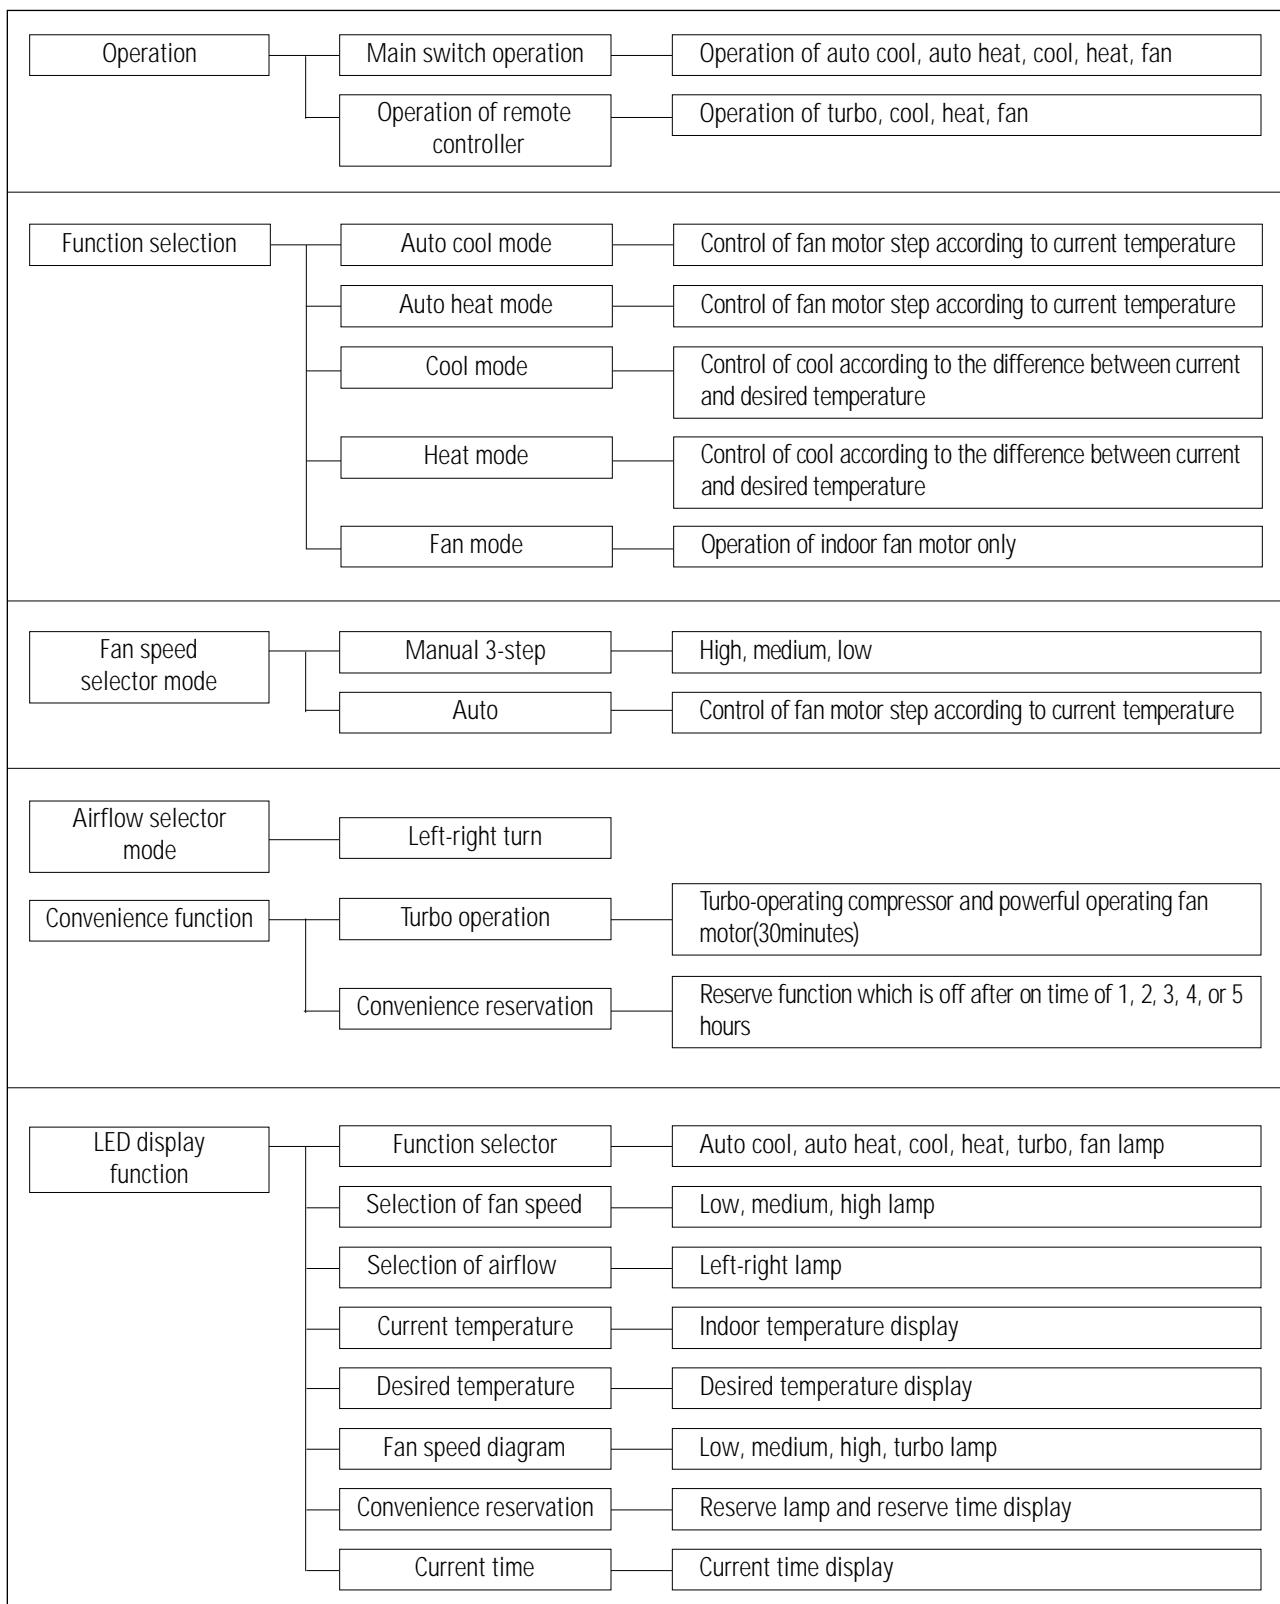 Operation
Main switch operation
Operation of auto cool, auto heat, cool, heat, fan
Operation of remote
controller
Operation of turbo, cool, heat, fan
Function selection
Auto cool mode
Control of fan motor step according to current temperature
Auto heat mode
Control of fan motor step according to current temperature
Cool mode
Control of cool according to the difference between current
and desired temperature
Heat mode
Control of cool according to the difference between current
and desired temperature
Fan mode
Operation of indoor fan motor only
Fan speed
selector mode
Manual 3-step
High, medium, low
Auto
Control of fan motor step according to current temperature
Airflow selector
mode
Left-right turn
Convenience function
Turbo operation
Turbo-operating compressor and powerful operating fan
motor(30minutes)
Convenience reservation
Reserve function which is off after on time of 1, 2, 3, 4, or 5
hours
LED display
function
Function selector
Auto cool, auto heat, cool, heat, turbo, fan lamp
Selection of fan speed
Low, medium, high lamp
Selection of airflow
Left-right lamp
Current temperature
Indoor temperature display
Desired temperature
Desired temperature display
Fan speed diagram
Low, medium, high, turbo lamp
Convenience reservation
Reserve lamp and reserve time display
Current time
Current time display